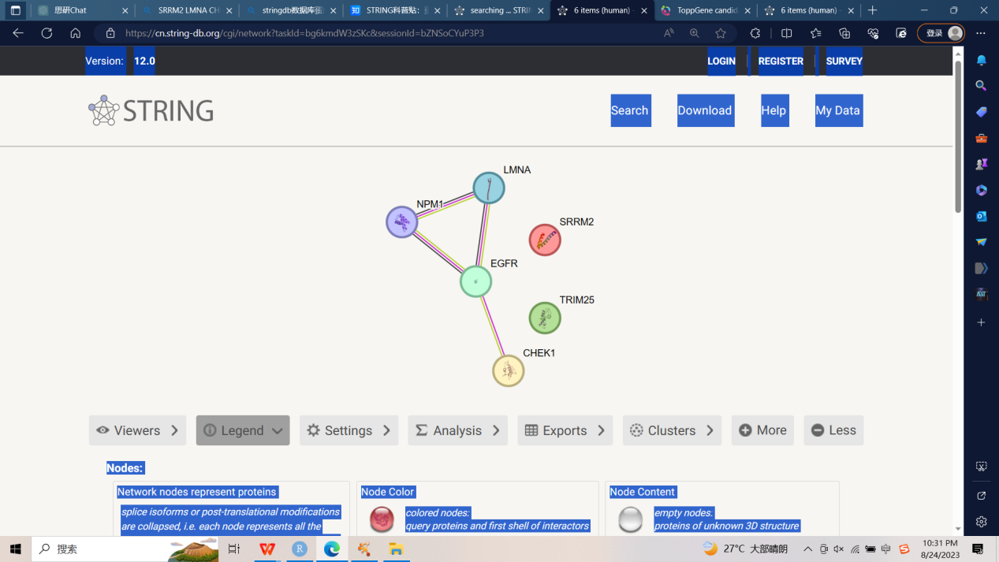 思研Chat
SRRM2 LMNA CH
stringdb数据库蛋
STRING科普贴：
searching ... STRIN
6 items (human) -
ToppGene candid
6 items (human) -
https://cn.string-db.org/cgi/network?taskId=bg6kmdW3zSKc&sessionId=bZNSoCYuP3P3
登录
Version: 12.0
LOGIN | REGISTER | SURVEY
STRING
Search Download Help My Data
LMNA
NPM1
SRRM2
EGFR
TRIM25
CHEK1
Viewers Legend Settings Analysis Exports Clusters More Less
Nodes:
Network nodes represent proteins
splice isoforms or post-translational modifications
are collapsed, i.e. each node represents all the
Node Color
colored nodes:
query proteins and first shell of interactors
Node Content
empty nodes:
proteins of unknown 3D structure
搜索
27°C 大部晴朗
中
10:31 PM
8/24/2023